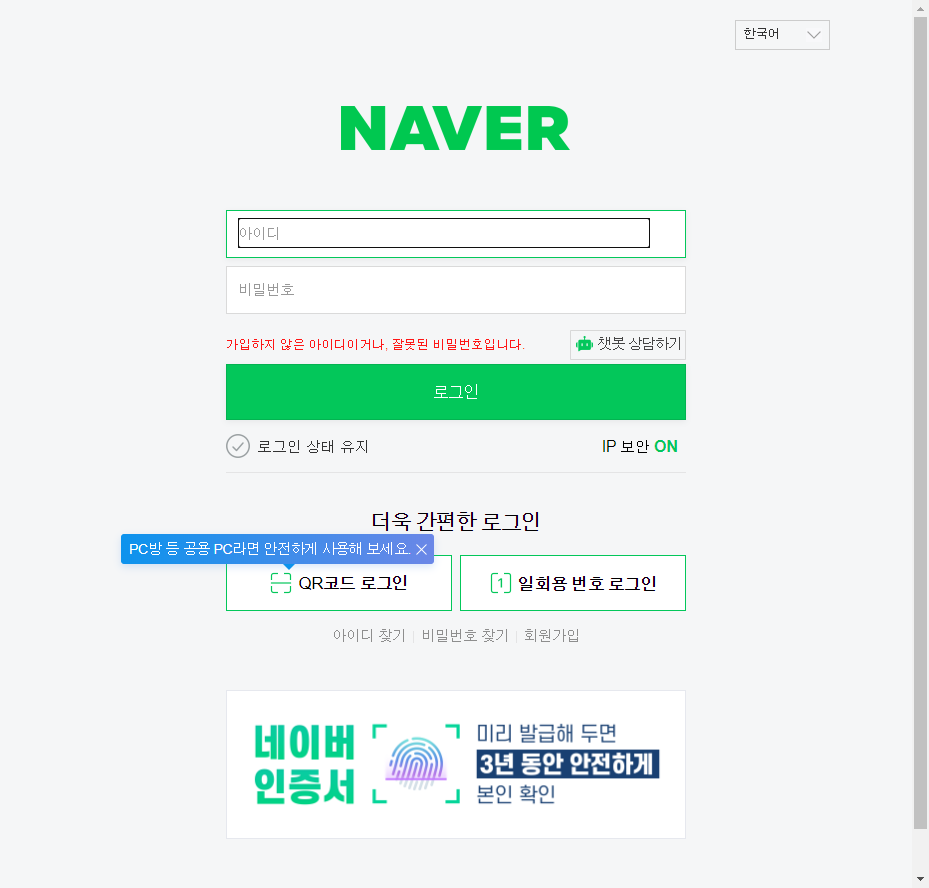 한국어
NAVER
아이디
비밀번호
가입하지 않은 아이디이거나, 잘못된 비밀번호입니다.
챗봇 상담하기
로그인
로그인 상태 유지
IP 보안 ON
더욱 간편한 로그인
PC방 등 공용 PC라면 안전하게 사용해 보세요.
QR코드 로그인
1 일회용 번호 로그인
아이디 찾기 비밀번호 찾기 회원가입
네이버
인증서
미리 발급해 두면
3년 동안 안전하게
본인 확인